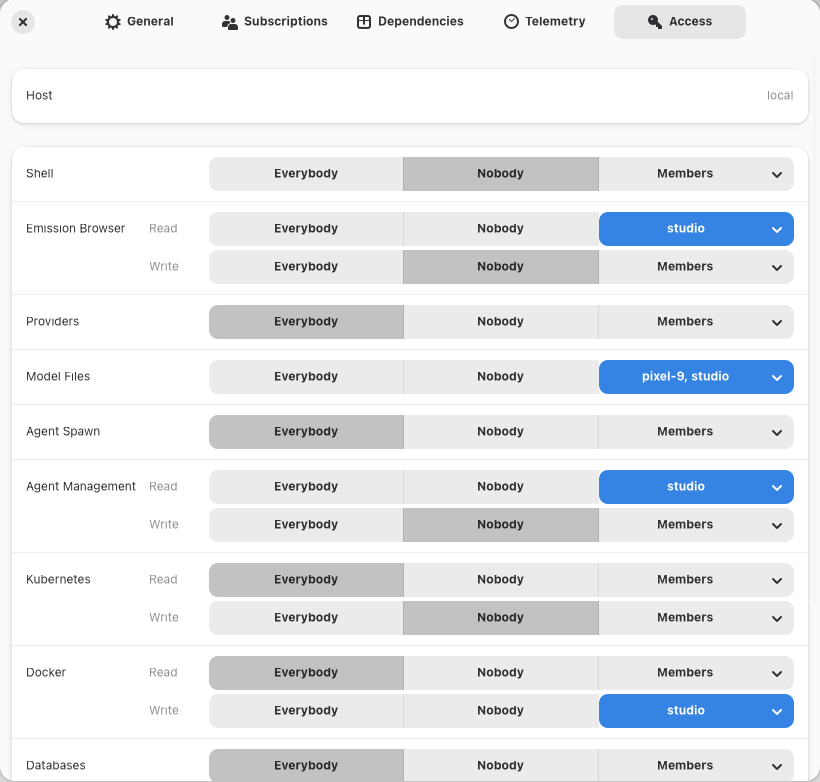 General Subscriptions Dependencies Telemetry Access
Host local
Shell Everybody Nobody Members
Emission Browser Read Everybody Nobody studio
Write Everybody Nobody Members
Providers Everybody Nobody Members
Model Files Everybody Nobody pixel-9, studio
Agent Spawn Everybody Nobody Members
Agent Management Read Everybody Nobody studio
Write Everybody Nobody Members
Kubernetes Read Everybody Nobody Members
Write Everybody Nobody Members
Docker Read Everybody Nobody Members
Write Everybody Nobody studio
Databases Everybody Nobody Members